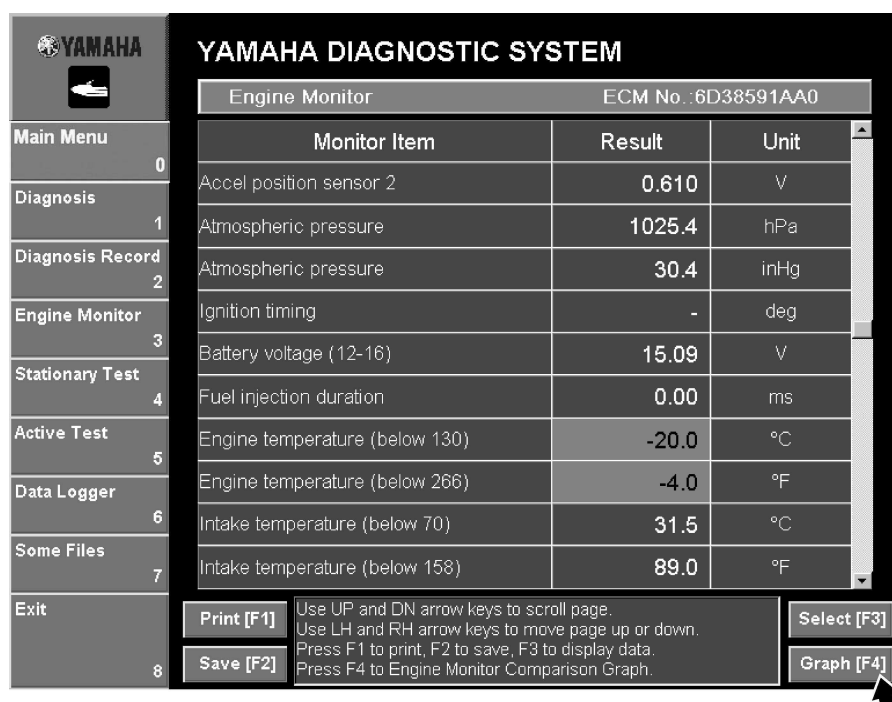 YAMAHA
YAMAHA DIAGNOSTIC SYSTEM
Engine Monitor ECM No.:6D38591AA0
Main Menu
0
Diagnosis
1
Diagnosis Record
2
Engine Monitor
3
Stationary Test
4
Active Test
5
Data Logger
6
Some Files
7
Exit
8
Monitor Item Result Unit
Accel position sensor 2 0.610 V
Atmospheric pressure 1025.4 hPa
Atmospheric pressure 30.4 inHg
Ignition timing - deg
Battery voltage (12-16) 15.09 V
Fuel injection duration 0.00 ms
Engine temperature (below 130) -20.0 °C
Engine temperature (below 266) -4.0 °F
Intake temperature (below 70) 31.5 °C
Intake temperature (below 158) 89.0 °F
Print [F1]
Save [F2]
Use UP and DN arrow keys to scroll page.
Use LH and RH arrow keys to move page up or down.
Press F1 to print, F2 to save, F3 to display data.
Press F4 to Engine Monitor Comparison Graph.
Select [F3]
Graph [F4]